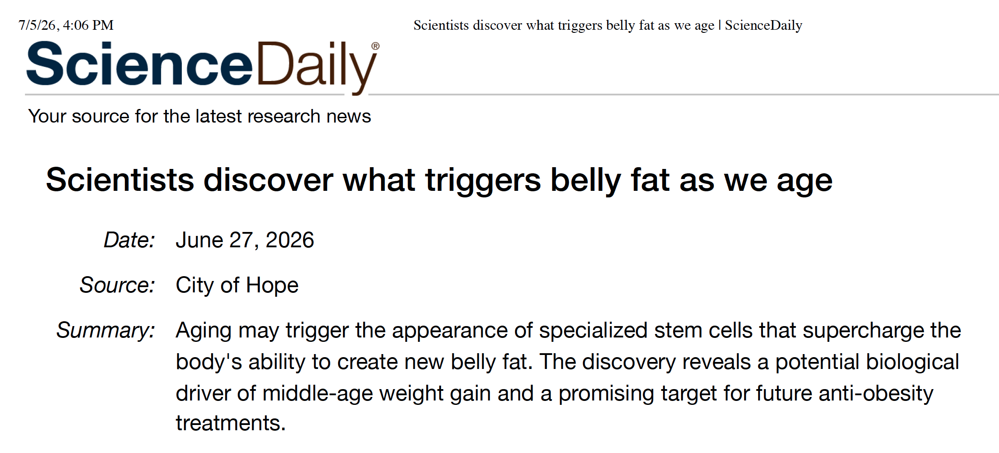 7/5/26, 4:06 PM
Scientists discover what triggers belly fat as we age | ScienceDaily
ScienceDaily®
Your source for the latest research news
Scientists discover what triggers belly fat as we age
Date: June 27, 2026
Source: City of Hope
Summary: Aging may trigger the appearance of specialized stem cells that supercharge the
body's ability to create new belly fat. The discovery reveals a potential biological
driver of middle-age weight gain and a promising target for future anti-obesity
treatments.